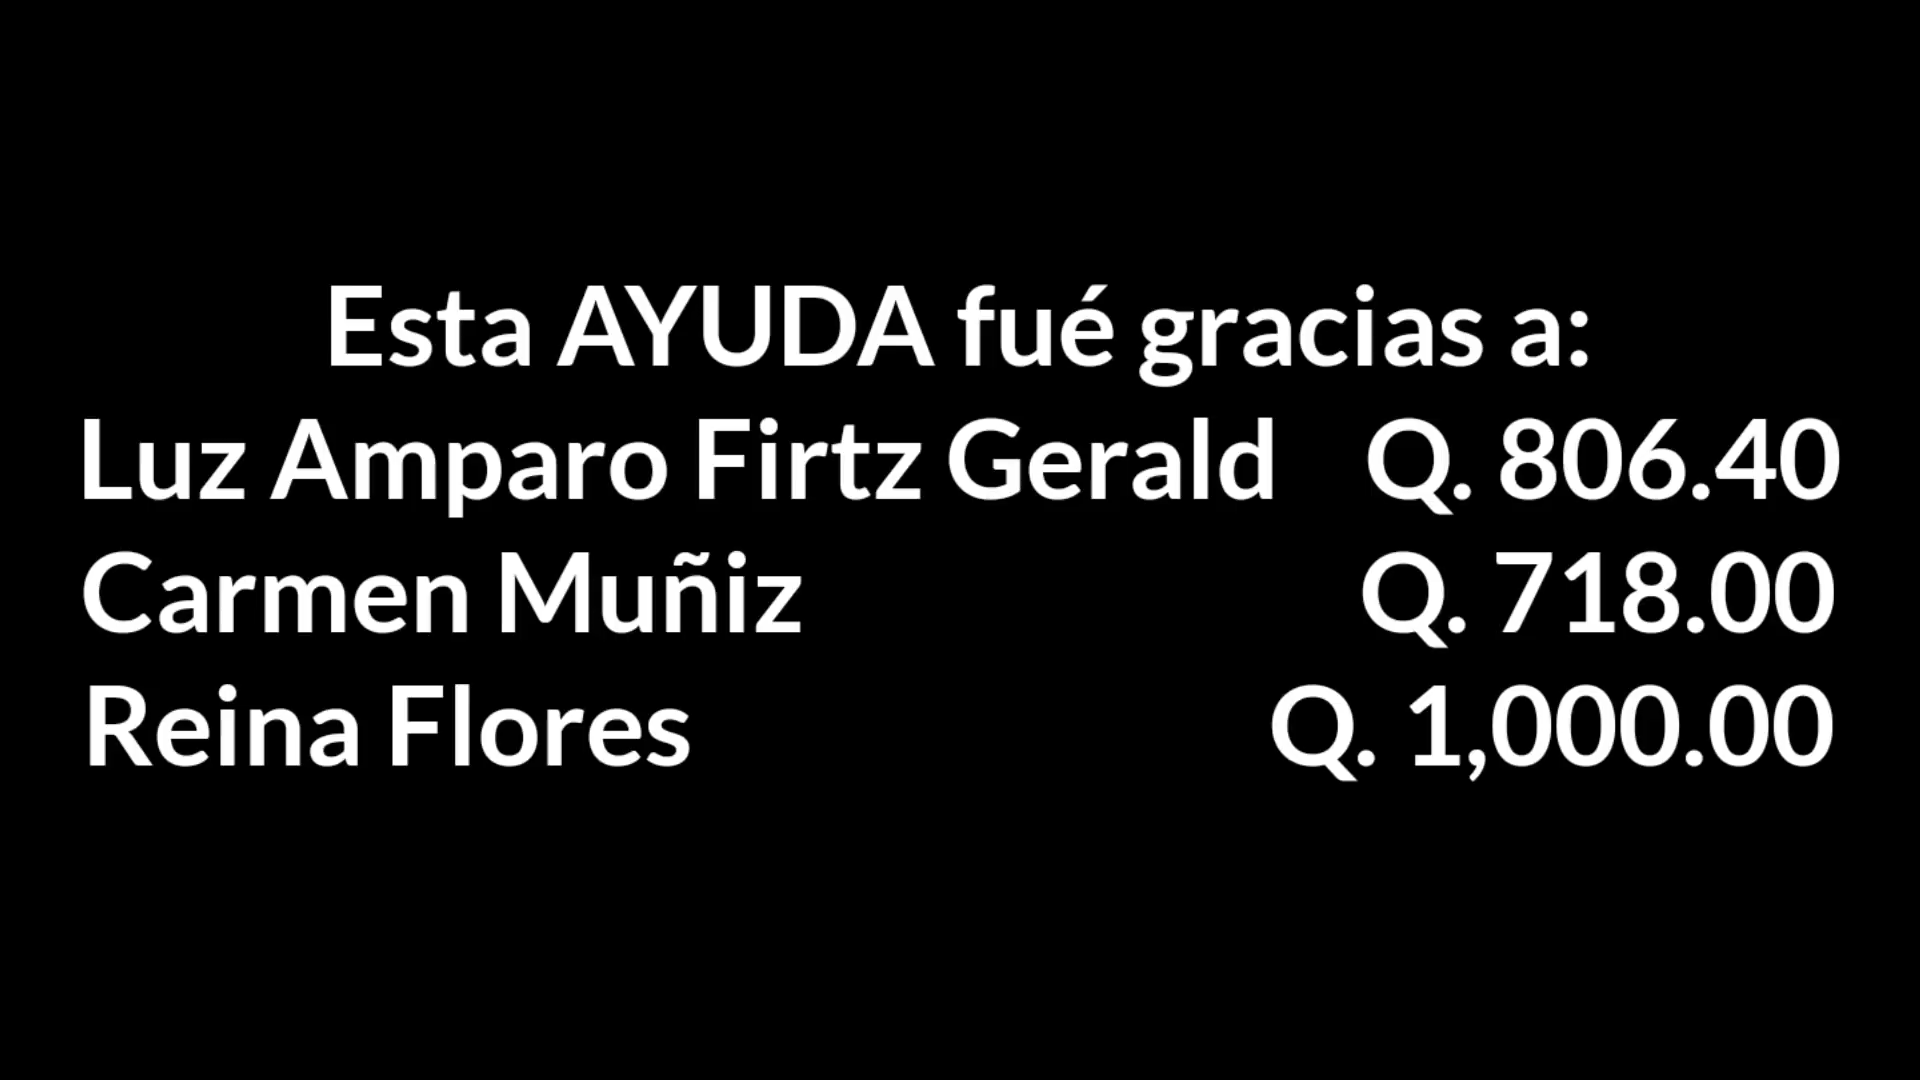 Esta AYUDA fué gracias a:
Luz Amparo Firtz Gerald Q. 806.40
Carmen Muñiz Q. 718.00
Reina Flores Q. 1,000.00